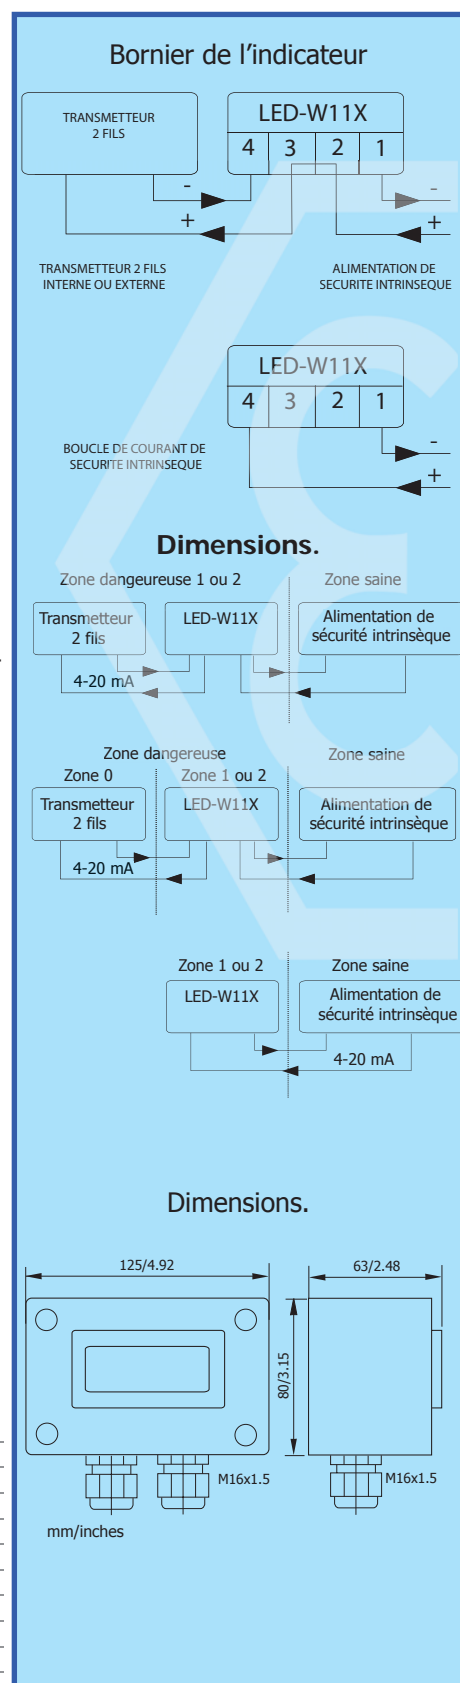 Bornier de l'indicateur
TRANSMETTEUR
2 FILS
LED-W11X
4 3 2 1
-
+
-
+
TRANSMETTEUR 2 FILS
INTERNE OU EXTERNE
ALIMENTATION DE
SECURITE INTRINSEQUE
LED-W11X
4 3 2 1
BOUCLE DE COURANT DE
SECURITE INTRINSEQUE
-
+
Dimensions.
Zone dangeureuse 1 ou 2
Zone saine
Transmetteur
2 fils
LED-W11X
Alimentation de
sécurité intrinsèque
4-20 mA
Zone dangereuse
Zone saine
Zone 0
Zone 1 ou 2
Transmetteur
2 fils
LED-W11X
Alimentation de
sécurité intrinsèque
4-20 mA
Zone 1 ou 2
Zone saine
LED-W11X
Alimentation de
sécurité intrinsèque
4-20 mA
Dimensions.
125/4.92
63/2.48
80/3.15
M16x1.5
M16x1.5
mm/inches